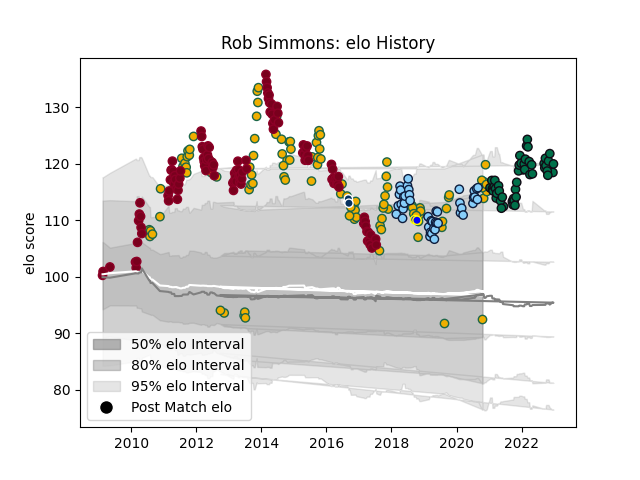 Rob Simmons: elo History
elo score
130
120
110
100
90
80
50% elo Interval
80% elo Interval
95% elo Interval
Post Match elo
2010 2012 2014 2016 2018 2020 2022